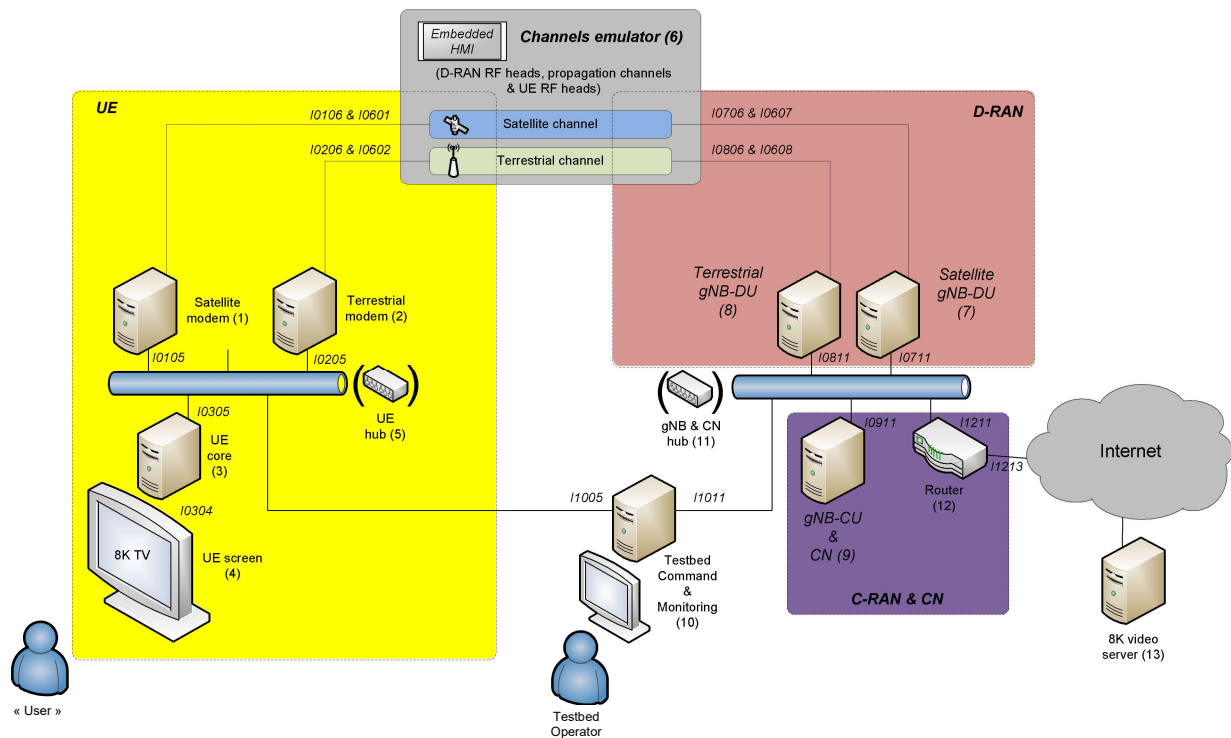 Embedded
HMI
Channels emulator (6)
(D-RAN RF heads, propagation channels
& UE RF heads)
UE
D-RAN
I0106 & I0601
Satellite channel
I0706 & I0607
I0206 & I0602
Terrestrial channel
I0806 & I0608
Satellite
modem (1)
Terrestrial
modem (2)
Terrestrial
gNB-DU
(8)
Satellite
gNB-DU
(7)
I0105
I0205
I0811
I0711
UE
hub (5)
gNB & CN
hub (11)
I0305
UE
core
(3)
I0911
I1211
I1213
Router
(12)
Internet
I0304
8K TV
UE screen
(4)
I1005
I1011
Testbed
Command
&
Monitoring
(10)
gNB-CU
&
CN (9)
C-RAN & CN
8K video
server (13)
« User »
Testbed
Operator